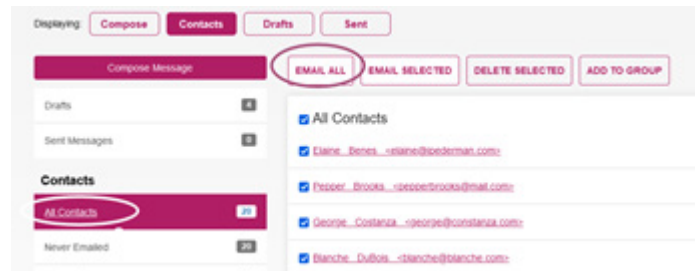 Displaying: Compose Contacts Drafts Sent
Compose Message
EMAIL ALL EMAIL SELECTED DELETE SELECTED ADD TO GROUP
Drafts 4
Sent Messages 0
All Contacts
Elaine Benes <elaine@ipederman.com>
Contacts
Pepper Brooks <pepperbrooks@mail.com>
All Contacts 20
George Costanza <george@constanza.com>
Never Emailed 20
Blanche DuBois <blanche@blanche.com>